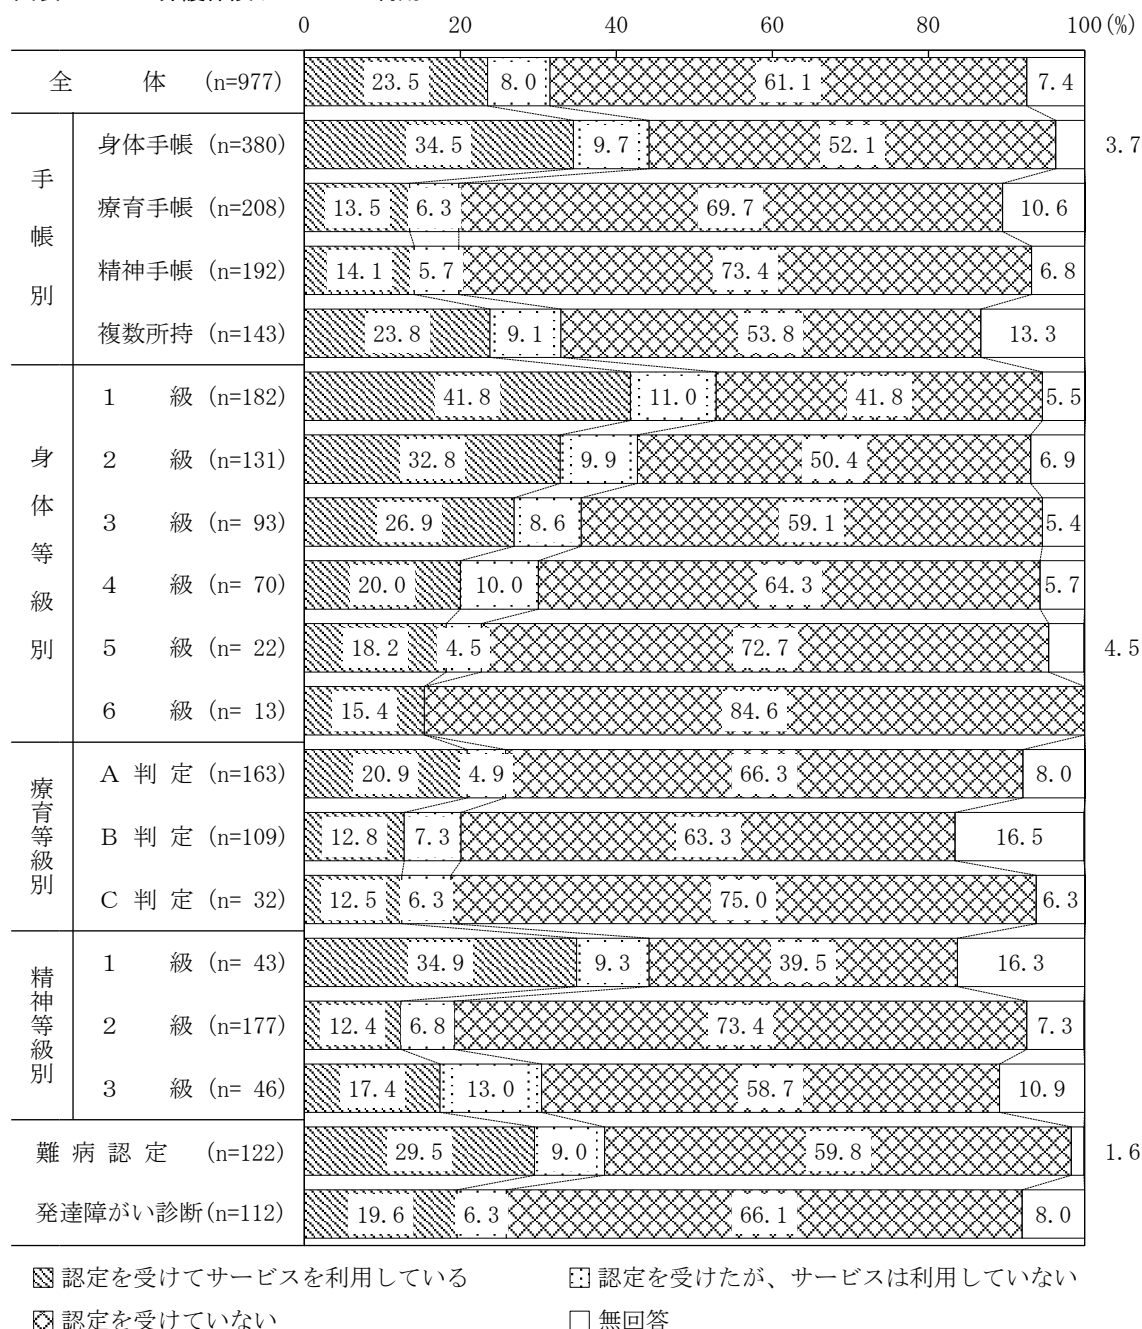 0 20 40 60 80 100(%)
全 体 (n=977) 23.5 8.0 61.1 7.4
手帳別
身体手帳 (n=380) 34.5 9.7 52.1 3.7
療育手帳 (n=208) 13.5 6.3 69.7 10.6
精神手帳 (n=192) 14.1 5.7 73.4 6.8
複数所持 (n=143) 23.8 9.1 53.8 13.3
身体等級別
1 級 (n=182) 41.8 11.0 41.8 5.5
2 級 (n=131) 32.8 9.9 50.4 6.9
3 級 (n= 93) 26.9 8.6 59.1 5.4
4 級 (n= 70) 20.0 10.0 64.3 5.7
5 級 (n= 22) 18.2 4.5 72.7 4.5
6 級 (n= 13) 15.4 84.6
療育等級別
A 判 定 (n=163) 20.9 4.9 66.3 8.0
B 判 定 (n=109) 12.8 7.3 63.3 16.5
C 判 定 (n= 32) 12.5 6.3 75.0 6.3
精神等級別
1 級 (n= 43) 34.9 9.3 39.5 16.3
2 級 (n=177) 12.4 6.8 73.4 7.3
3 級 (n= 46) 17.4 13.0 58.7 10.9
難 病 認 定 (n=122) 29.5 9.0 59.8 1.6
発達障がい診断(n=112) 19.6 6.3 66.1 8.0
認定を受けてサービスを利用している
認定を受けたが、サービスは利用していない
認定を受けていない
無回答